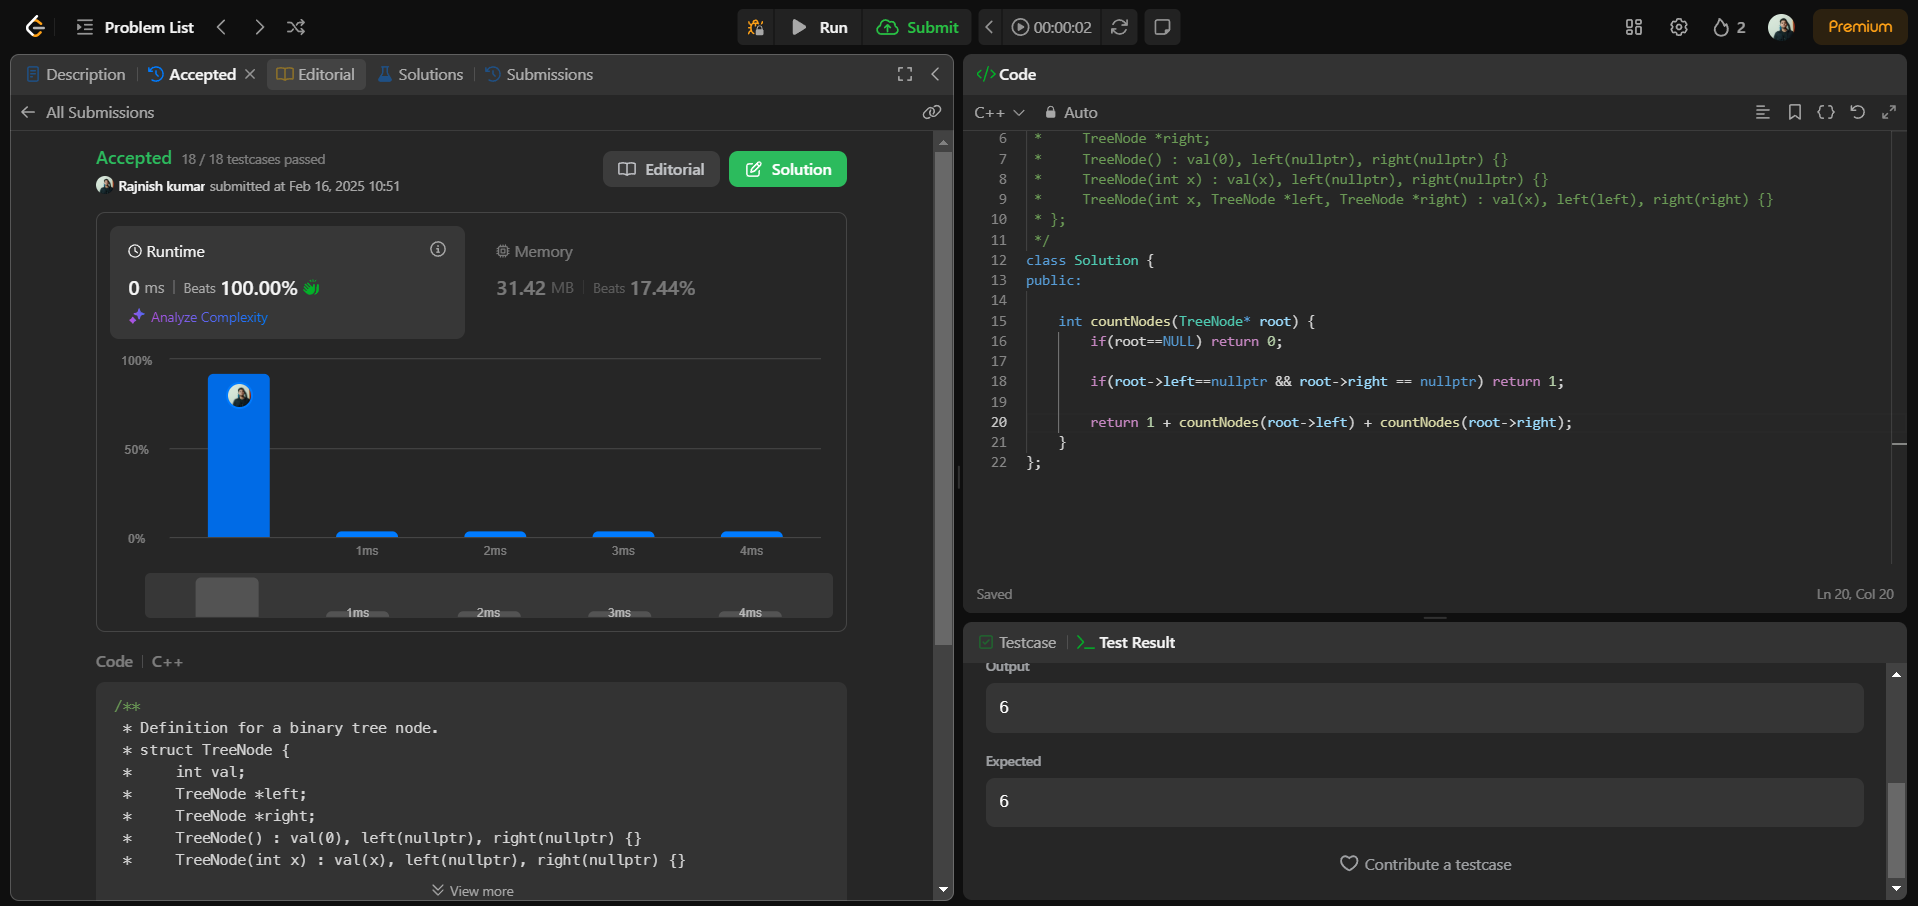 Problem List
Run
Submit
00:00:02
2
Premium
Description
Accepted
Editorial
Solutions
Submissions
All Submissions
Accepted 18 / 18 testcases passed
Rajnish kumar submitted at Feb 16, 2025 10:51
Editorial
Solution
Runtime
0 ms Beats 100.00%
Analyze Complexity
Memory
31.42 MB Beats 17.44%
100%
50%
0%
1ms 2ms 3ms 4ms
1ms 2ms 3ms 4ms
Code C++
/**
* Definition for a binary tree node.
* struct TreeNode {
*     int val;
*     TreeNode *left;
*     TreeNode *right;
*     TreeNode() : val(0), left(nullptr), right(nullptr) {}
*     TreeNode(int x) : val(x), left(nullptr), right(nullptr) {}
View more
</> Code
C++ Auto
6 *     TreeNode *right;
7 *     TreeNode() : val(0), left(nullptr), right(nullptr) {}
8 *     TreeNode(int x) : val(x), left(nullptr), right(nullptr) {}
9 *     TreeNode(int x, TreeNode *left, TreeNode *right) : val(x), left(left), right(right) {}
10 * };
11 */
12 class Solution {
13 public:
14
15     int countNodes(TreeNode* root) {
16         if(root==NULL) return 0;
17
18         if(root->left==nullptr && root->right == nullptr) return 1;
19
20         return 1 + countNodes(root->left) + countNodes(root->right);
21     }
22 };
Saved
Ln 20, Col 20
Testcase
>_ Test Result
Output
6
Expected
6
Contribute a testcase